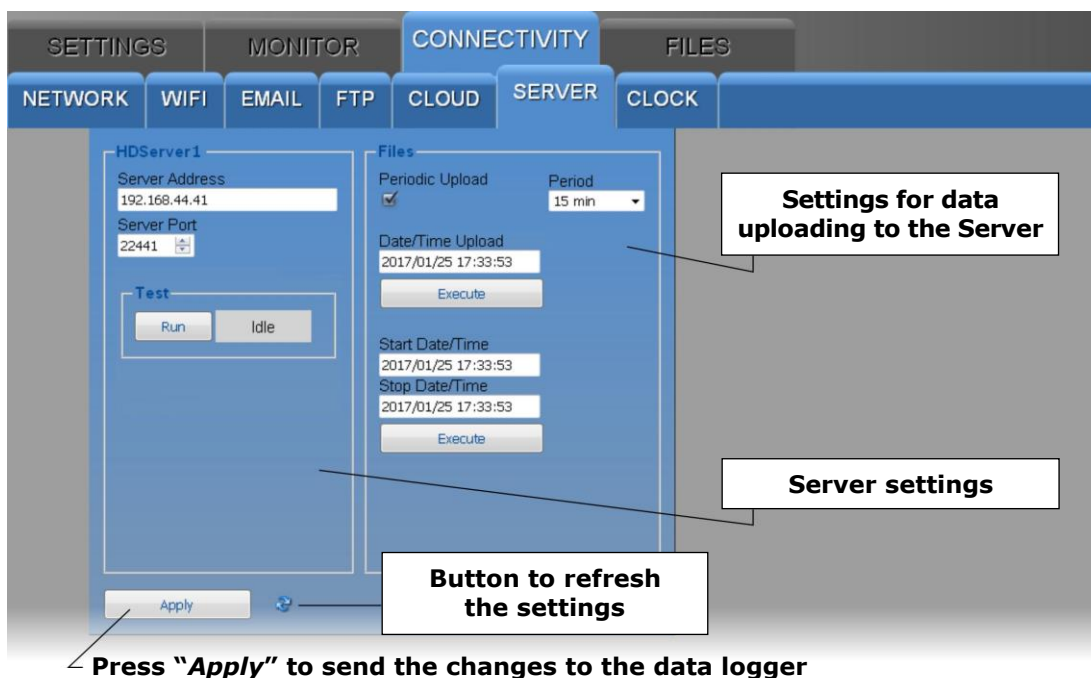 SETTINGS MONITOR CONNECTIVITY FILES
NETWORK WIFI EMAIL FTP CLOUD SERVER CLOCK
HDServer1
Server Address
192.168.44.41
Server Port
22441
Test
Run Idle
Files
Periodic Upload Period
15 min
Date/Time Upload
2017/01/25 17:33:53
Execute
Start Date/Time
2017/01/25 17:33:53
Stop Date/Time
2017/01/25 17:33:53
Execute
Settings for data
uploading to the Server
Server settings
Button to refresh
the settings
Apply
Press “Apply” to send the changes to the data logger